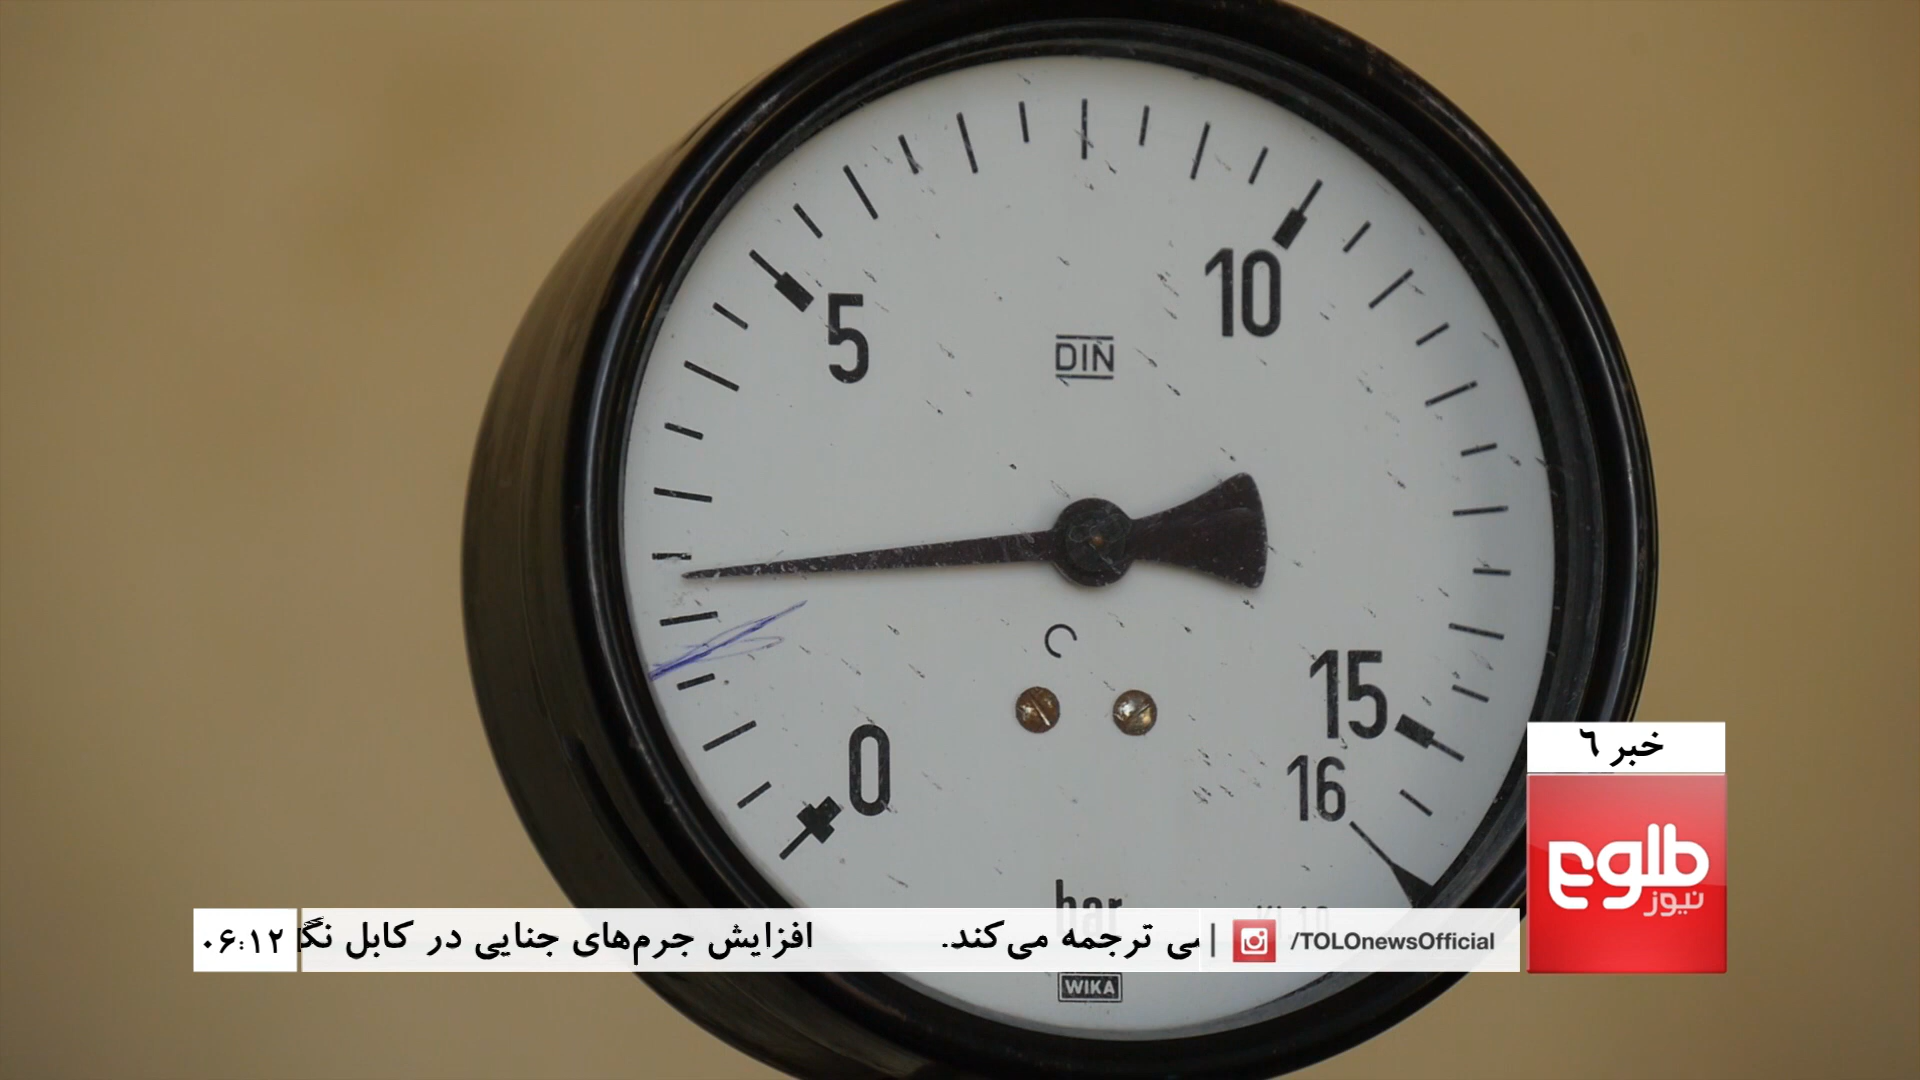 10
5
DIN
15
0
16
bar
خبر ٦
طلوع
نیوز
۰۶:۱۲
افزایش جرم‌های جنایی در کابل
ترجمه می‌کند.
/TOLOnewsOfficial
WIKA